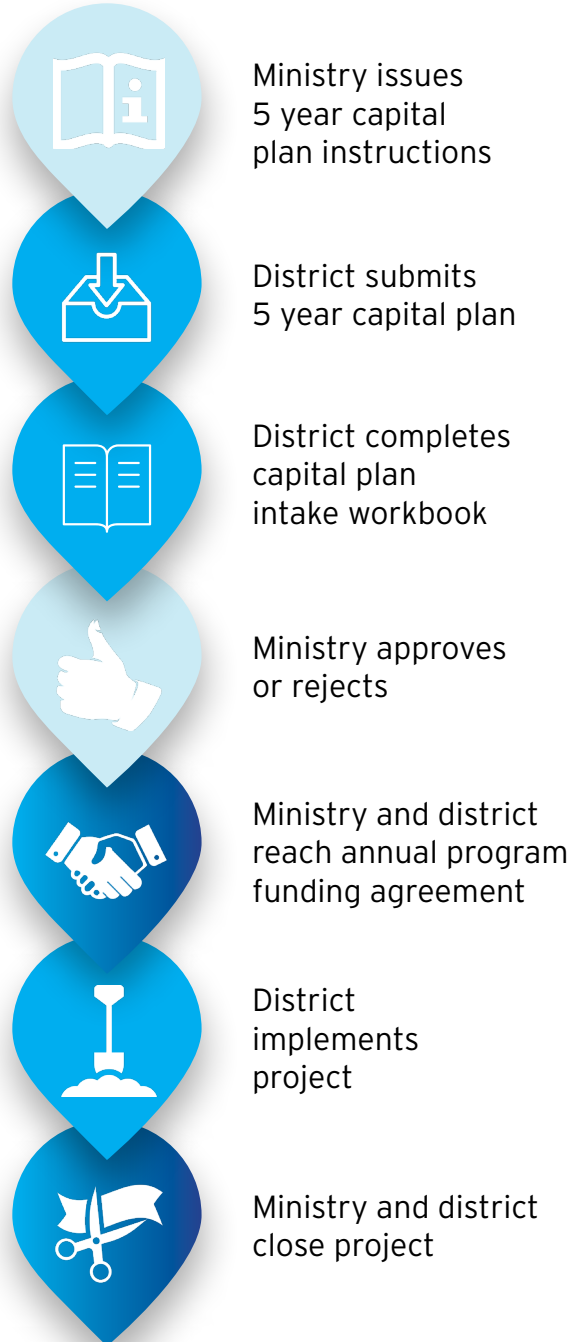 Ministry issues
5 year capital
plan instructions
District submits
5 year capital plan
District completes
capital plan
intake workbook
Ministry approves
or rejects
Ministry and district
reach annual program
funding agreement
District
implements
project
Ministry and district
close project